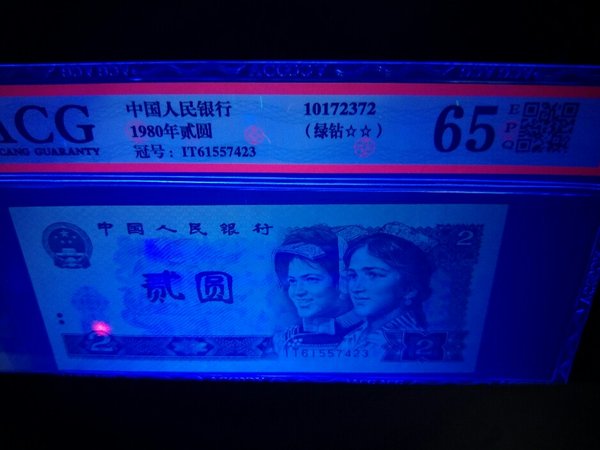 ACG
CANG GUARANTY
中国人民银行
1980年贰圆
冠号：IT61557423
10172372
（绿钻☆☆）
65
E
P
Q
中国人民银行
贰圆
2
2
IT61557423
2